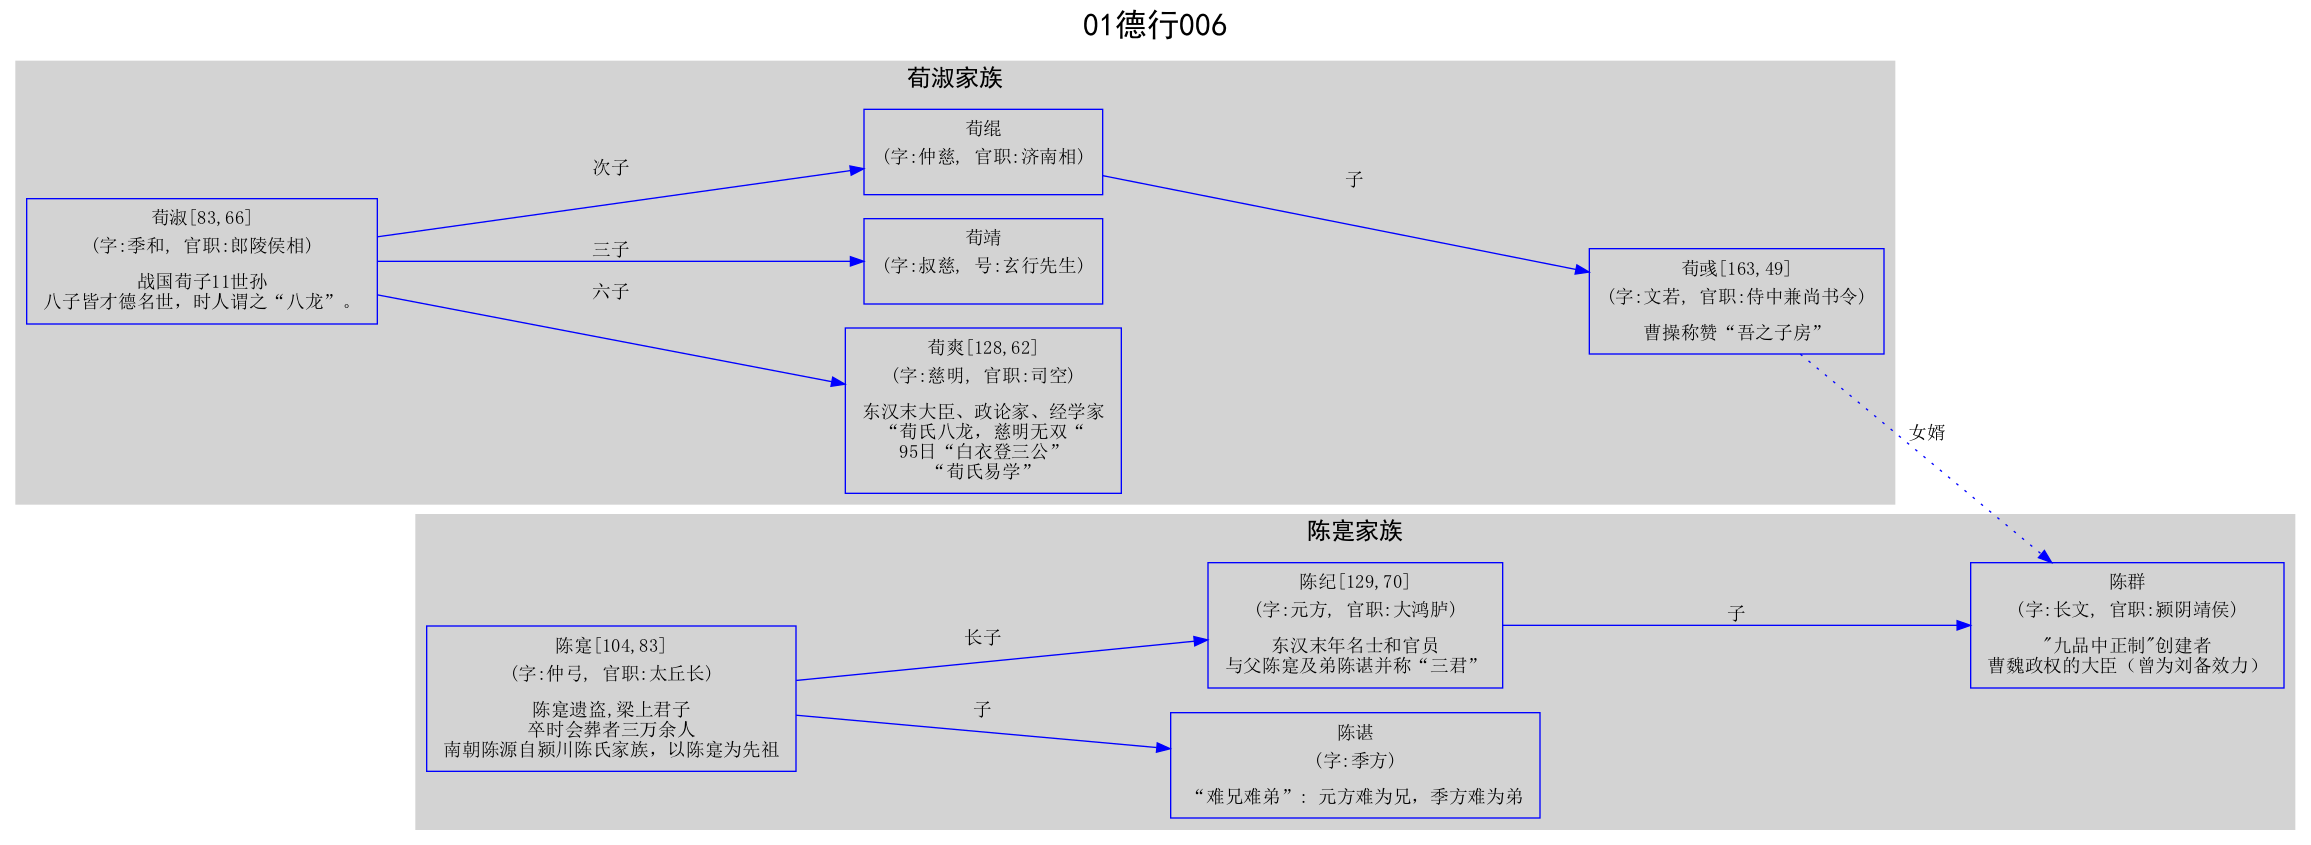 01德行006
荀淑家族
荀淑[83,66]
(字:季和, 官职:郎陵侯相)
战国荀子11世孙
八子皆才德名世，时人谓之“八龙”。
次子
三子
六子
荀绲
(字:仲慈, 官职:济南相)
荀靖
(字:叔慈, 号:玄行先生)
荀爽[128,62]
(字:慈明, 官职:司空)
东汉末大臣、政论家、经学家
“荀氏八龙，慈明无双“
95日“白衣登三公”
“荀氏易学”
子
荀彧[163,49]
(字:文若, 官职:侍中兼尚书令)
曹操称赞“吾之子房”
女婿
陈寔家族
陈寔[104,83]
(字:仲弓, 官职:太丘长)
陈寔遗盗,梁上君子
卒时会葬者三万余人
南朝陈源自颍川陈氏家族，以陈寔为先祖
长子
子
陈纪[129,70]
(字:元方, 官职:大鸿胪)
东汉末年名士和官员
与父陈寔及弟陈谌并称“三君”
陈谌
(字:季方)
“难兄难弟”: 元方难为兄，季方难为弟
子
陈群
(字:长文, 官职:颍阴靖侯)
"九品中正制"创建者
曹魏政权的大臣（曾为刘备效力）